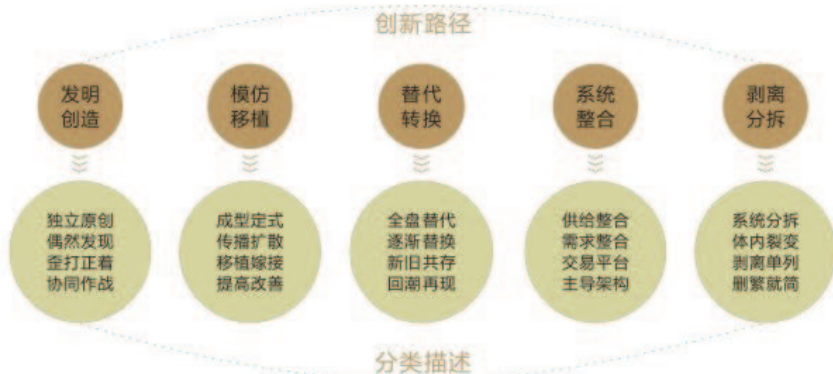 创新路径
发明
创造
模仿
移植
替代
转换
系统
整合
剥离
分拆
独立原创
偶然发现
歪打正着
协同作战
成型定式
传播扩散
移植嫁接
提高改善
全盘替代
逐渐替换
新旧共存
回潮再现
供给整合
需求整合
交易平台
主导架构
系统分拆
体内裂变
剥离单列
删繁就简
分类描述